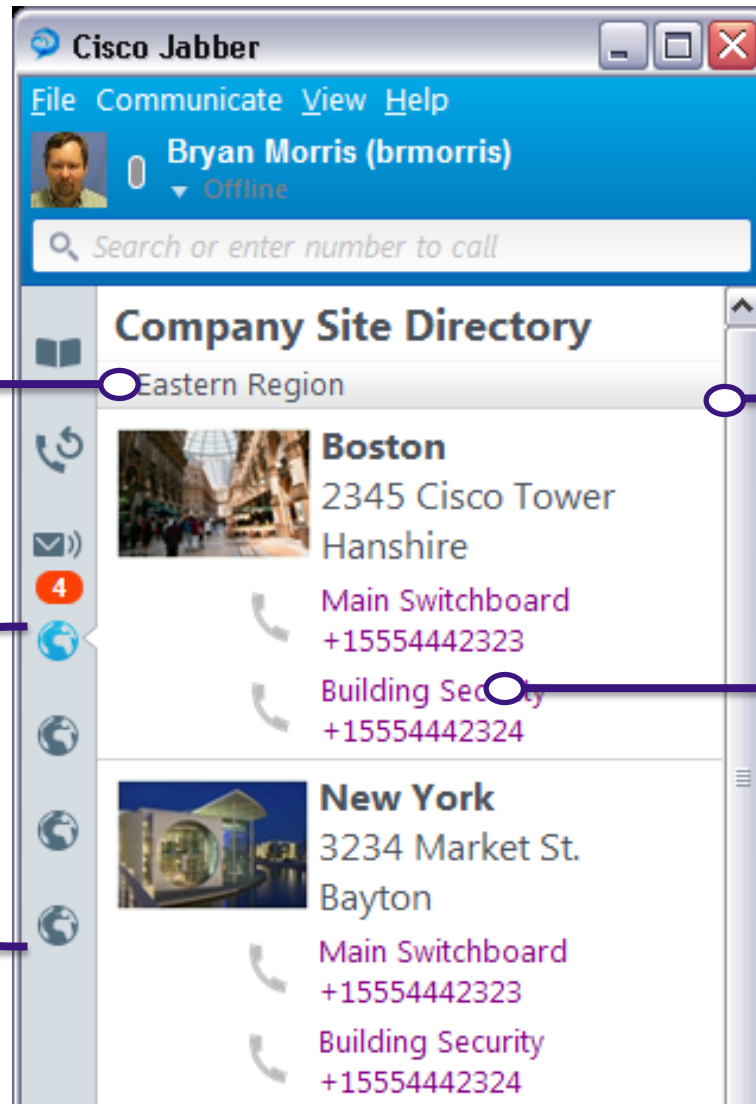 Cisco Jabber
File Communicate View Help
Bryan Morris (brmorris)
Offline
Search or enter number to call
Company Site Directory
Eastern Region
Boston
2345 Cisco Tower
Hanshire
Main Switchboard
+15554442323
Building Security
+15554442324
4
New York
3234 Market St.
Bayton
Main Switchboard
+15554442323
Building Security
+15554442324